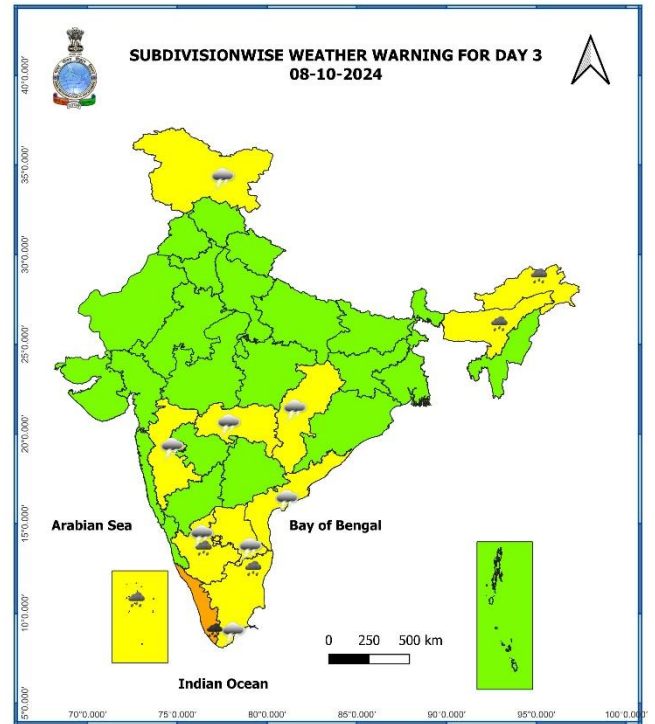 SUBDIVISIONWISE WEATHER WARNING FOR DAY 3
08-10-2024
40°0.000'
35°0.000'
30°0.000'
25°0.000'
20°0.000'
15°0.000'
10°0.000'
5°0.000'
Arabian Sea
Bay of Bengal
0 250 500 km
Indian Ocean
70°0.000' 75°0.000' 80°0.000' 85°0.000' 90°0.000' 95°0.000' 100°0.000'